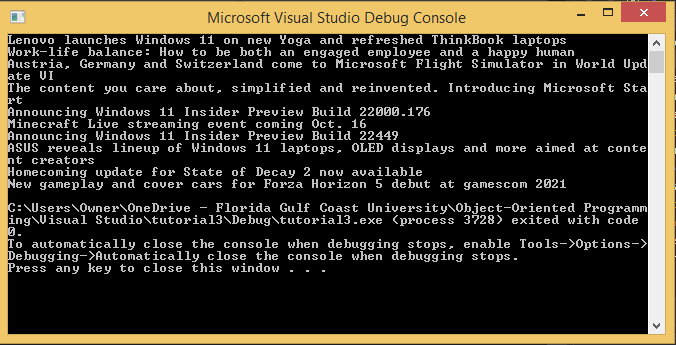 Microsoft Visual Studio Debug Console
Lenovo launches Windows 11 on new Yoga and refreshed ThinkBook laptops
Work-life balance: How to be both an engaged employee and a happy human
Austria, Germany and Switzerland come to Microsoft Flight Simulator in World Upd
ate VI
The content you care about, simplified and reinvented. Introducing Microsoft Sta
rt
Announcing Windows 11 Insider Preview Build 22000.176
Minecraft Live streaming event coming Oct. 16
Announcing Windows 11 Insider Preview Build 22449
ASUS reveals lineup of Windows 11 laptops, OLED displays and more aimed at conte
nt creators
Homecoming update for State of Decay 2 now available
New gameplay and cover cars for Forza Horizon 5 debut at gamescom 2021
C:\Users\Owner\OneDrive - Florida Gulf Coast University\Object-Oriented Programm
ing\Visual Studio\tutorial3\Debug\tutorial3.exe (process 3728) exited with code
0.
To automatically close the console when debugging stops, enable Tools->Options->
Debugging->Automatically close the console when debugging stops.
Press any key to close this window . . .